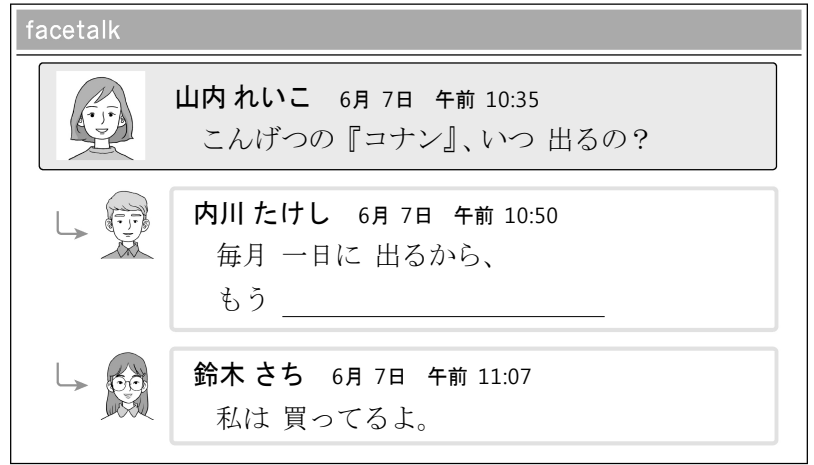 facetalk
山内 れいこ 6月 7日 午前 10:35
こんげつの『コナン』、いつ 出るの？
内川 たけし 6月 7日 午前 10:50
毎月 一日に 出るから、
もう ＿＿＿＿＿＿＿＿＿＿
鈴木 さち 6月 7日 午前 11:07
私は 買ってるよ。